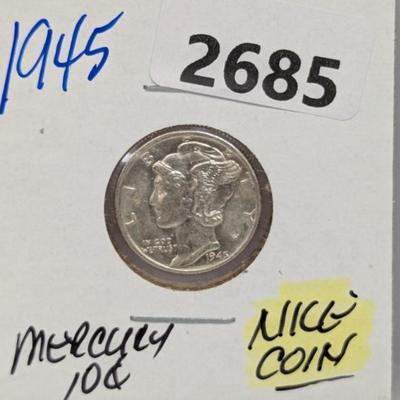 1945
2685
LIBERTY
IN GOD
WE TRUST
1945
MERCURY
10¢
NICE
COIN